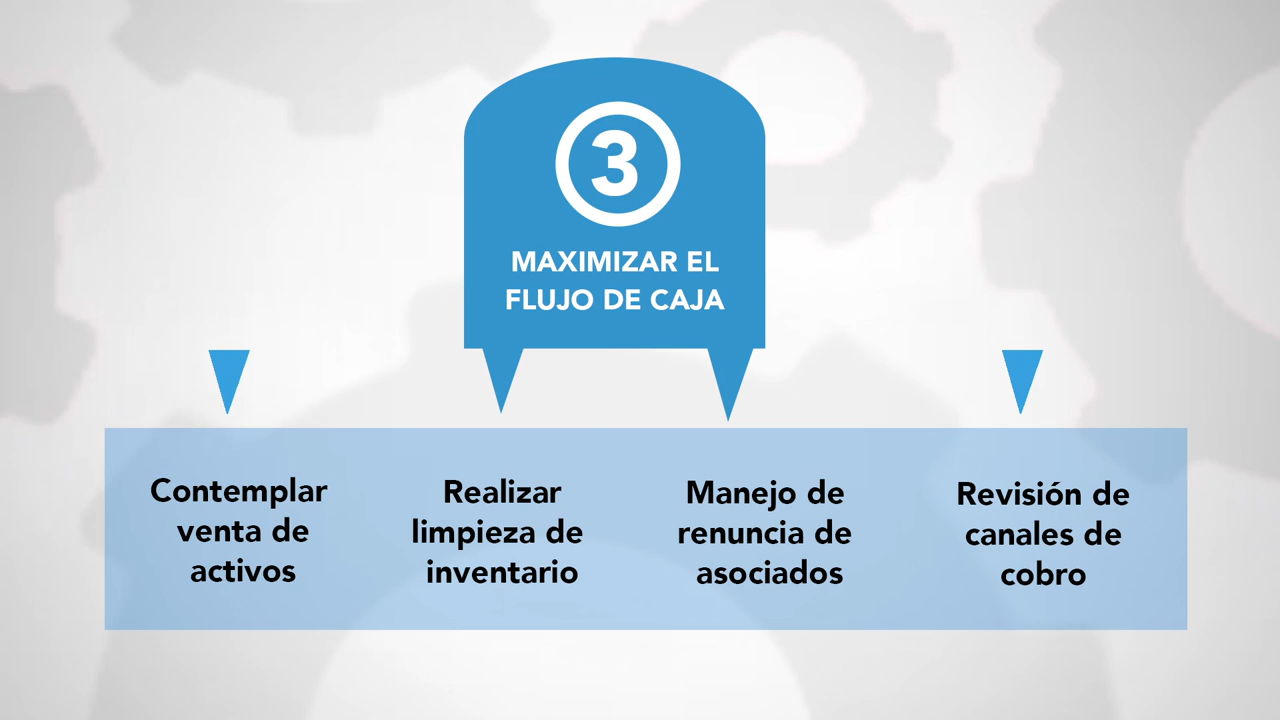 3
MAXIMIZAR EL
FLUJO DE CAJA
Contemplar
venta de
activos
Realizar
limpieza de
inventario
Manejo de
renuncia de
asociados
Revisión de
canales de
cobro